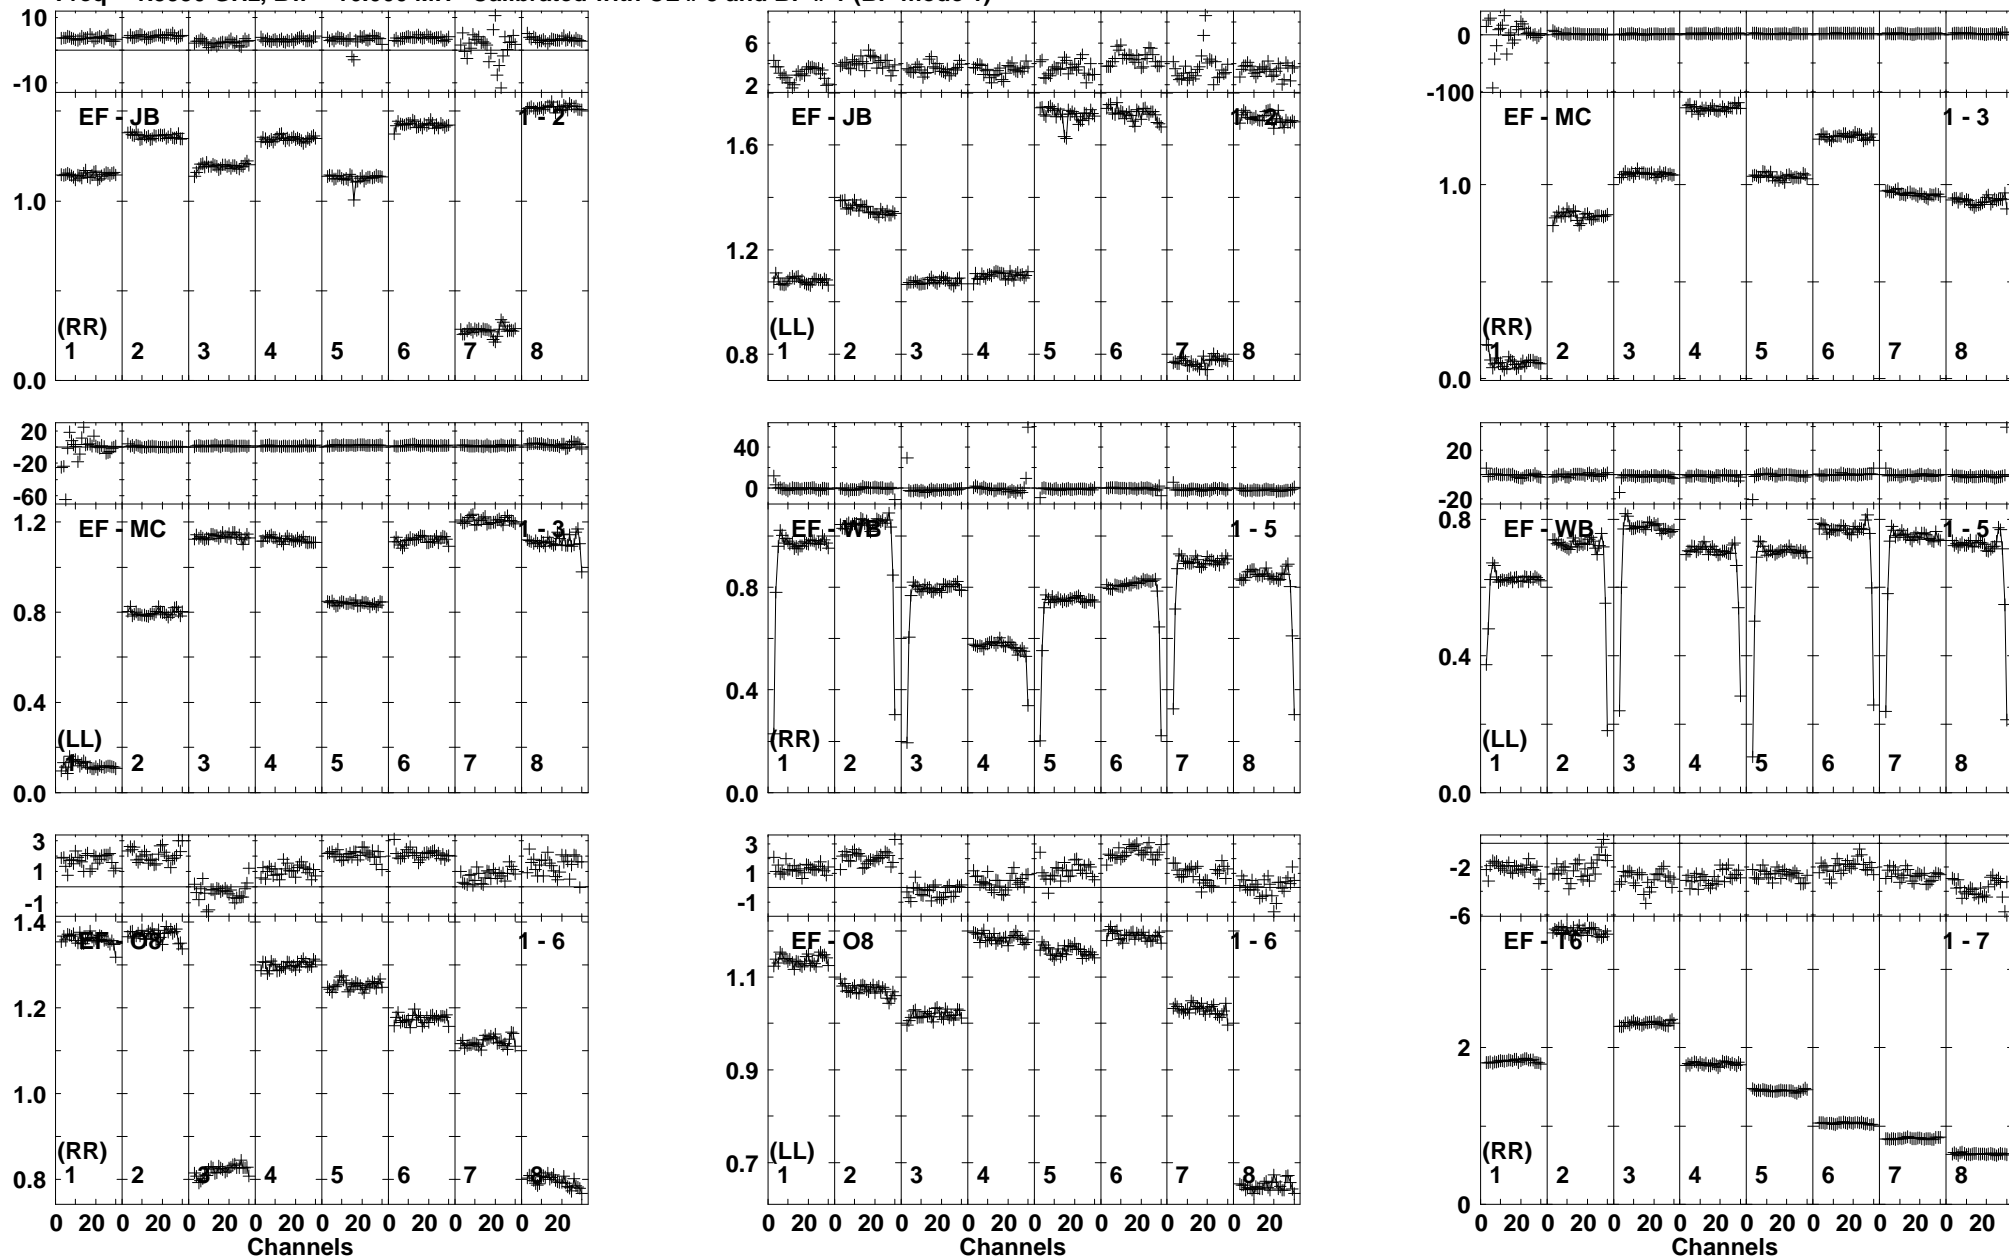 10
-10
EF - JB
1 - 2
1.0
0.0
(RR)
1 2 3 4 5 6 7 8
6
2
EF - JB
1 - 2
1.6
1.2
0.8
(LL)
1 2 3 4 5 6 7 8
0
-100
EF - MC
1 - 3
1.0
0.0
(RR)
1 2 3 4 5 6 7 8
20
-20
-60
EF - MC
1 - 3
1.2
0.8
0.4
0.0
(LL)
1 2 3 4 5 6 7 8
40
0
EF - WB
1 - 5
0.8
0.4
0.0
(RR)
1 2 3 4 5 6 7 8
20
-20
EF - WB
1 - 5
0.8
0.4
0.0
(LL)
1 2 3 4 5 6 7 8
3
1
-1
EF - O8
1 - 6
1.4
1.2
1.0
0.8
(RR)
1 2 3 4 5 6 7 8
0 20 0 20 0 20 0 20 0 20 0 20 0 20 0 20
Channels
3
1
-1
EF - O8
1 - 6
1.1
0.9
0.7
(LL)
1 2 3 4 5 6 7 8
0 20 0 20 0 20 0 20 0 20 0 20 0 20 0 20
Channels
-2
-6
EF - T6
1 - 7
2
0
(RR)
1 2 3 4 5 6 7 8
0 20 0 20 0 20 0 20 0 20 0 20 0 20 0 20
Channels